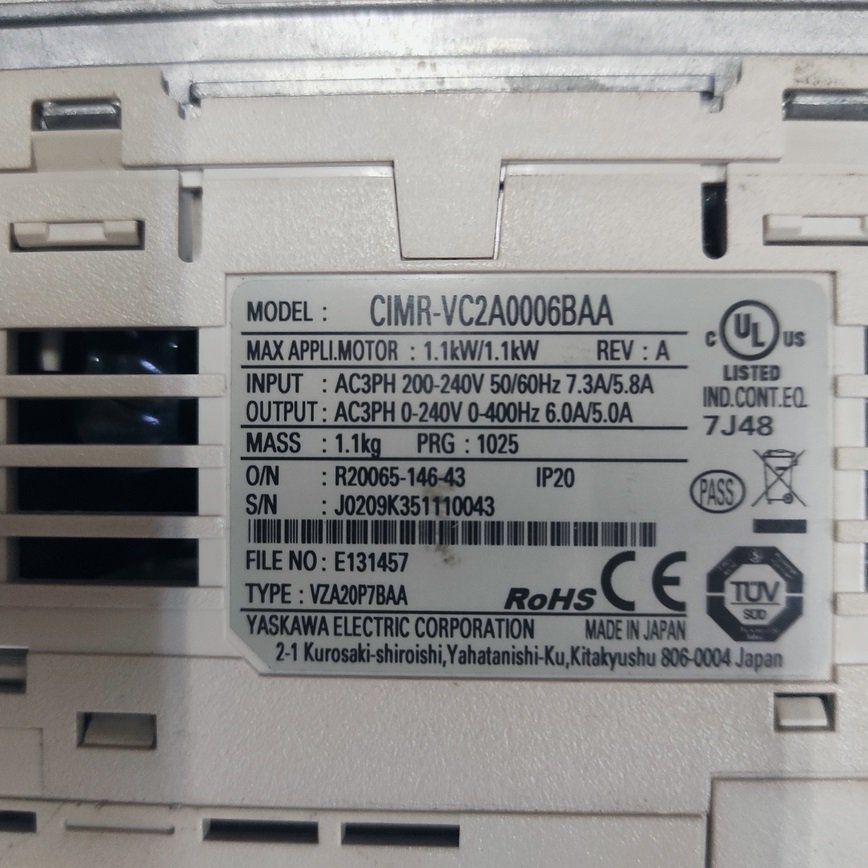 MODEL : CIMR-VC2A0006BAA
MAX APPLI.MOTOR : 1.1kW/1.1kW REV : A
INPUT : AC3PH 200-240V 50/60Hz 7.3A/5.8A
OUTPUT : AC3PH 0-240V 0-400Hz 6.0A/5.0A
MASS : 1.1kg PRG : 1025
O/N : R20065-146-43 IP20
S/N : J0209K351110043
FILE NO : E131457
TYPE : VZA20P7BAA
RoHS CE
YASKAWA ELECTRIC CORPORATION MADE IN JAPAN
2-1 Kurosaki-shiroishi,Yahatanishi-Ku,Kitakyushu 806-0004 Japan
C UL US
LISTED
IND.CONT.EQ.
7J48
PASS
TÜV
SÜD